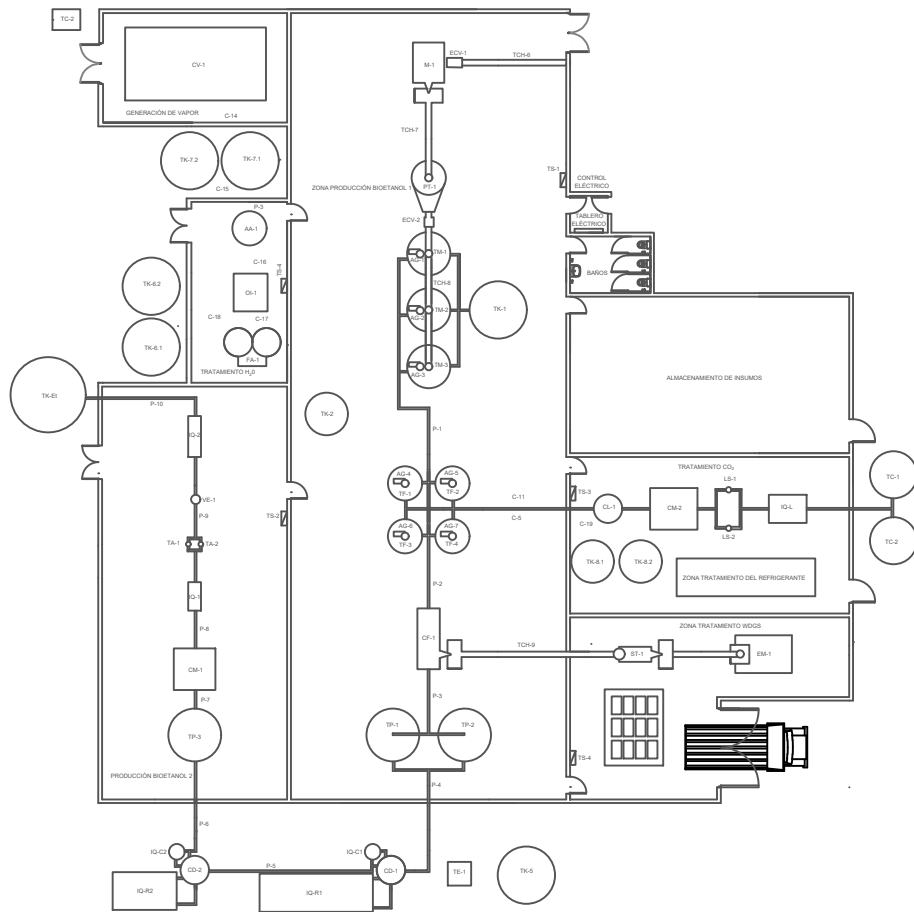 TC-2
CV-1
GENERACIÓN DE VAPOR
C-14
M-1
ECV-1
TCH-6
TCH-7
TK-7.2
TK-7.1
C-15
ZONA PRODUCCIÓN BIOETANOL 1
PT-1
TS-1
CONTROL
ELÉCTRICO
TABLERO
ELÉCTRICO
P-3
AA-1
ECV-2
C-16
TS-4
AG-1
TM-1
BAÑOS
TCH-8
TK-6.2
OI-1
C-17
C-18
AG-2
TM-2
TK-1
TK-6.1
FA-1
TRATAMIENTO H₂0
AG-3
TM-3
ALMACENAMIENTO DE INSUMOS
TK-Et
P-10
TK-2
IQ-2
P-1
VE-1
P-9
TA-1
TA-2
TS-2
AG-4
TF-1
AG-5
TF-2
C-11
C-5
AG-6
TF-3
AG-7
TF-4
TRATAMIENTO CO₂
TS-3
LS-1
CL-1
CM-2
IQ-L
TC-1
C-19
LS-2
TC-2
TK-8.1
TK-8.2
ZONA TRATAMIENTO DEL REFRIGERANTE
IQ-1
P-2
P-8
CF-1
TCH-9
ZONA TRATAMIENTO WDGS
ST-1
EM-1
CM-1
P-7
P-3
TP-3
TP-1
TP-2
PRODUCCIÓN BIOETANOL 2
P-4
TS-4
P-6
IQ-C2
CD-2
P-5
IQ-C1
CD-1
IQ-R2
IQ-R1
TE-1
TK-5